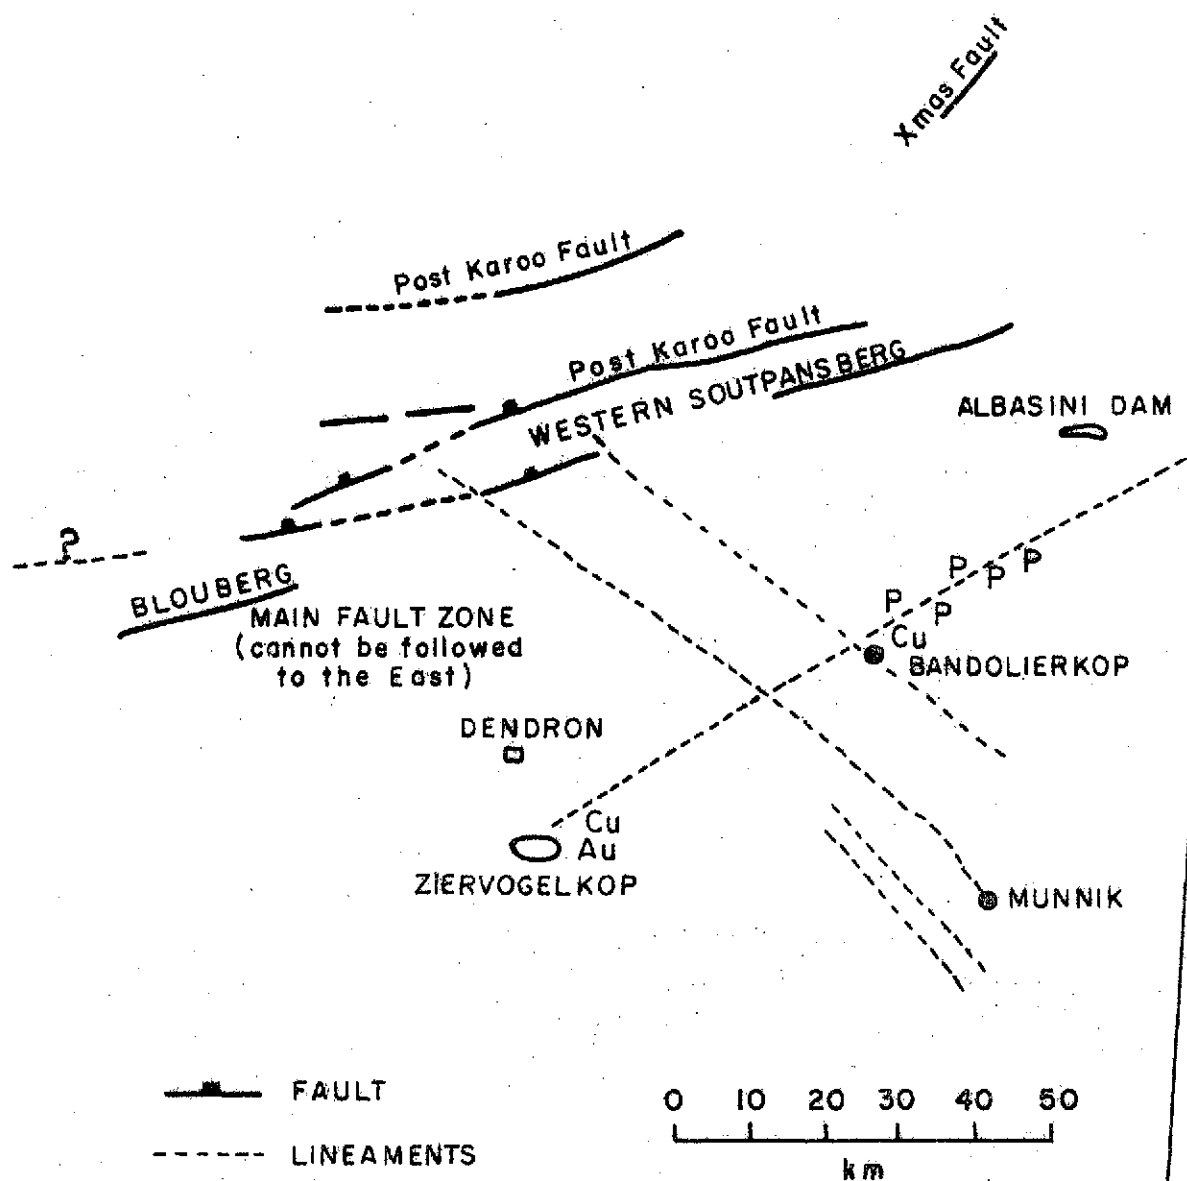 Xmas Fault
Post Karoo Fault
Post Karoo Fault
WESTERN SOUTPANSBERG
ALBASINI DAM
?
BLOUBERG
MAIN FAULT ZONE
(cannot be followed
to the East)
P
P
P
P
P
Cu
BANDOLIERKOP
DENDRON
Cu
Au
ZIERVOGELKOP
MUNNIK
FAULT
LINEAMENTS
0 10 20 30 40 50
km